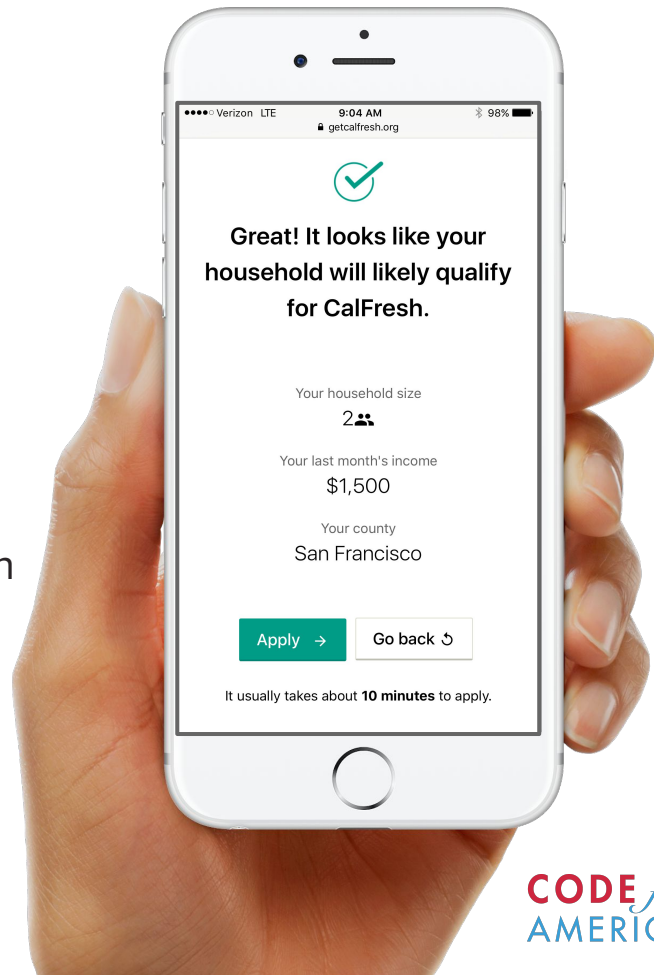 Verizon LTE 9:04 AM 98%
getcalfresh.org
Great! It looks like your
household will likely qualify
for CalFresh.
Your household size
2
Your last month's income
$1,500
Your county
San Francisco
n
Apply → Go back
It usually takes about 10 minutes to apply.
CODE
AMERIC